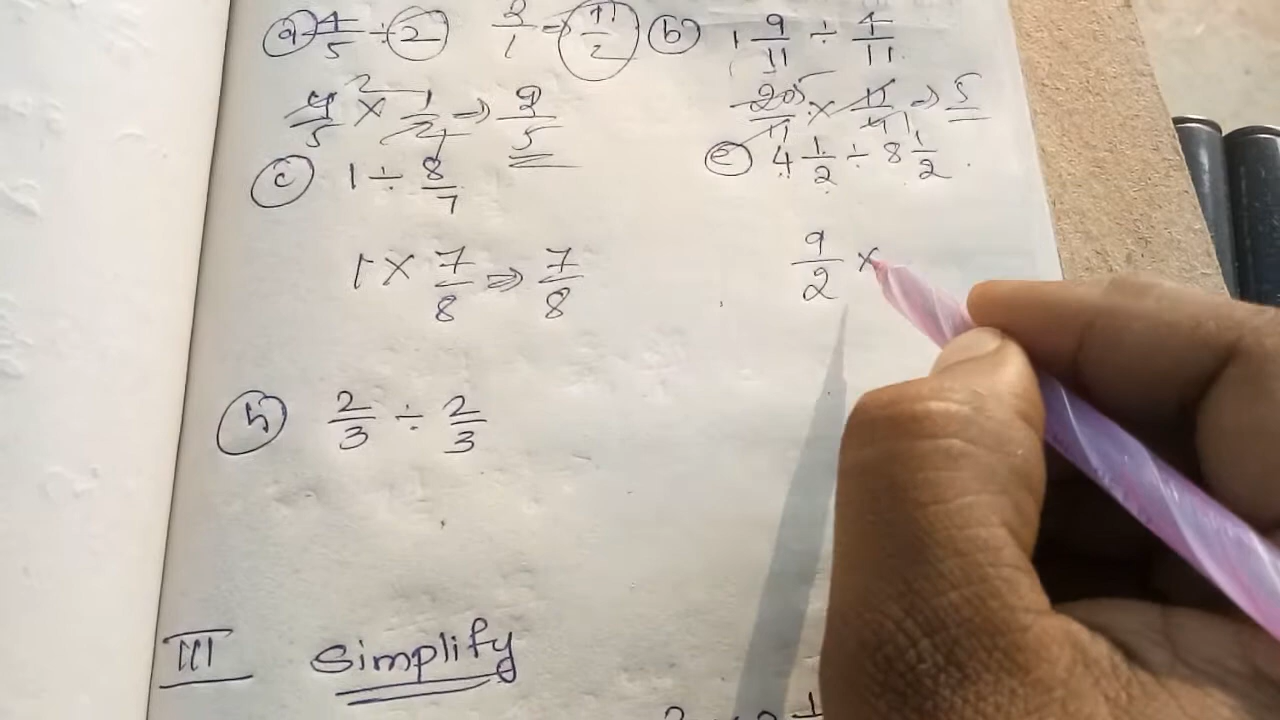 a) 4/5 ÷ 2 2/1 ⇒ 1/2 b) 1 9/11 ÷ 4/11
4/5 × 1/2 ⇒ 2/5 20/11 × 11/4 ⇒ 5
c) 1 ÷ 8/7 e) 4 1/2 ÷ 8 1/2
1 × 7/8 ⇒ 7/8 9/2 ×
h) 2/3 ÷ 2/3
III Simplify